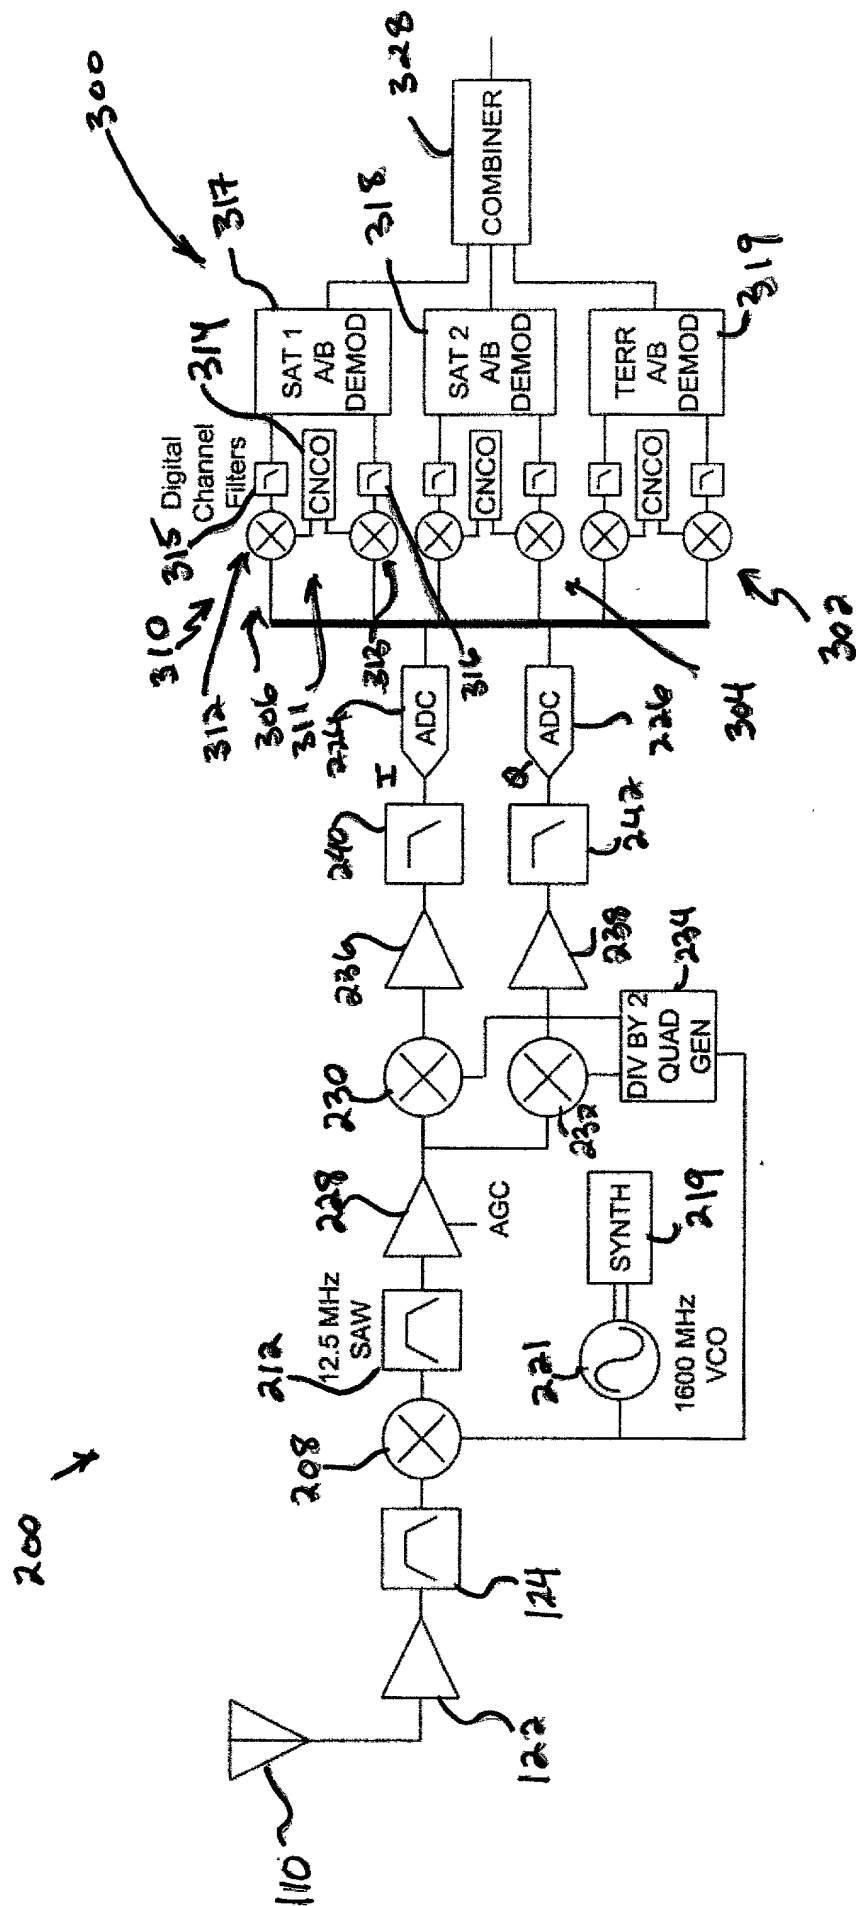 200
300
110
122
124
208
212
12.5 MHz
SAW
228
AGC
221
1600 MHz
VCO
SYNTH
219
230
232
DIV BY 2
QUAD
GEN
234
236
238
240
242
I
Q
224
ADC
ADC
226
304
302
306
310
311
312
312
313
315
316
314
Digital
Channel
Filters
CNCO
CNCO
CNCO
317
SAT 1
A/B
DEMOD
318
SAT 2
A/B
DEMOD
319
TERR
A/B
DEMOD
COMBINER
328